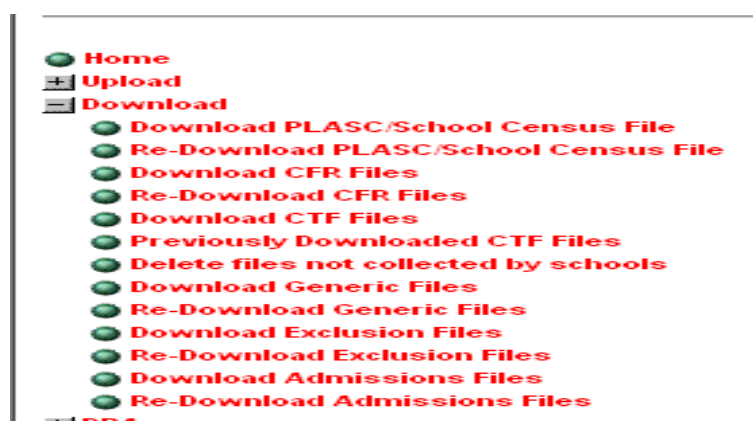 Home
Upload
Download
Download PLASC/School Census File
Re-Download PLASC/School Census File
Download CFR Files
Re-Download CFR Files
Download CTF Files
Previously Downloaded CTF Files
Delete files not collected by schools
Download Generic Files
Re-Download Generic Files
Download Exclusion Files
Re-Download Exclusion Files
Download Admissions Files
Re-Download Admissions Files